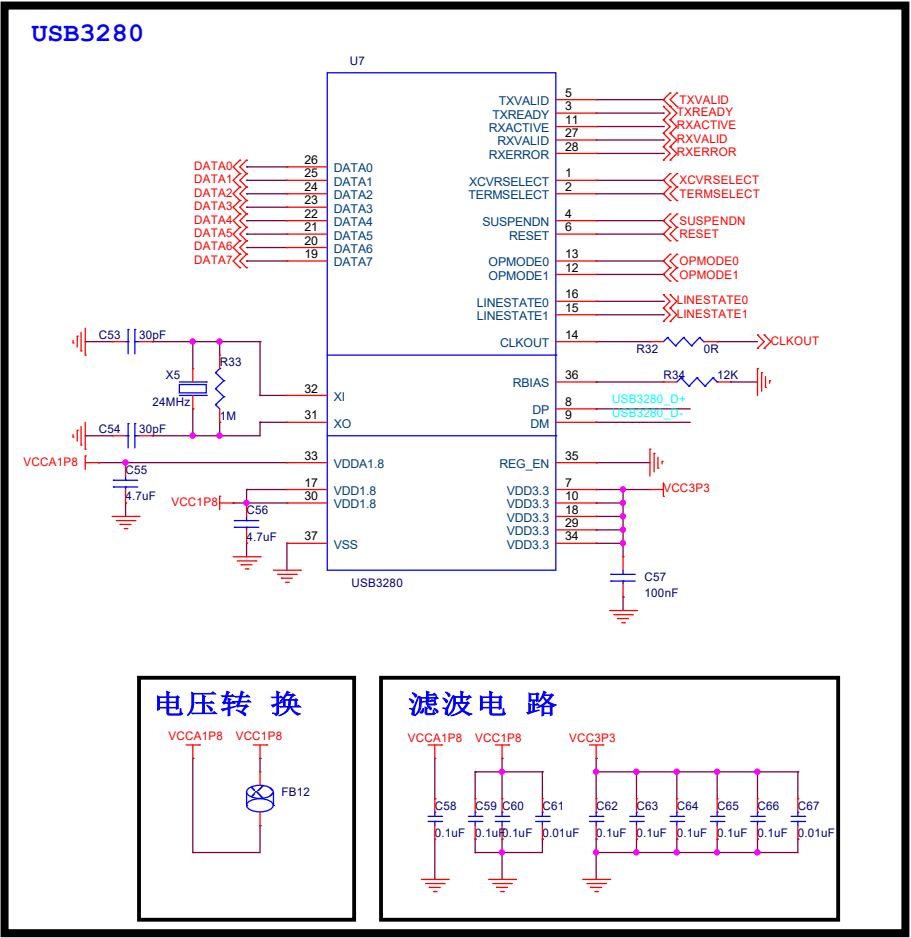 USB3280
U7
TXVALID 5 TXVALID
TXREADY 3 TXREADY
RXACTIVE 11 RXACTIVE
RXVALID 27 RXVALID
RXERROR 28 RXERROR
DATA0 26 DATA0
DATA1 25 DATA1
DATA2 24 DATA2
DATA3 23 DATA3
DATA4 22 DATA4
DATA5 21 DATA5
DATA6 20 DATA6
DATA7 19 DATA7
XCVRSELECT 1 XCVRSELECT
TERMSELECT 2 TERMSELECT
SUSPENDN 4 SUSPENDN
RESET 6 RESET
OPMODE0 13 OPMODE0
OPMODE1 12 OPMODE1
LINESTATE0 16 LINESTATE0
LINESTATE1 15 LINESTATE1
CLKOUT 14 R32 0R CLKOUT
C53 30pF
X5
24MHz
R33
1M
32 XI
31 XO
C54 30pF
RBIAS 36 R34 12K
DP 8 USB3280_D+
DM 9 USB3280_D-
VCCA1P8 33 VDDA1.8
C55
4.7uF
REG_EN 35
VCC1P8 17 VDD1.8
30 VDD1.8
C56
4.7uF
37 VSS
VDD3.3 7 VCC3P3
VDD3.3 10
VDD3.3 18
VDD3.3 29
VDD3.3 34
C57
100nF
USB3280
电压转 换
VCCA1P8 VCC1P8
FB12
滤波电 路
VCCA1P8 VCC1P8 VCC3P3
C58 C59 C60 C61 C62 C63 C64 C65 C66 C67
0.1uF 0.1uF 0.1uF 0.01uF 0.1uF 0.1uF 0.1uF 0.1uF 0.1uF 0.01uF